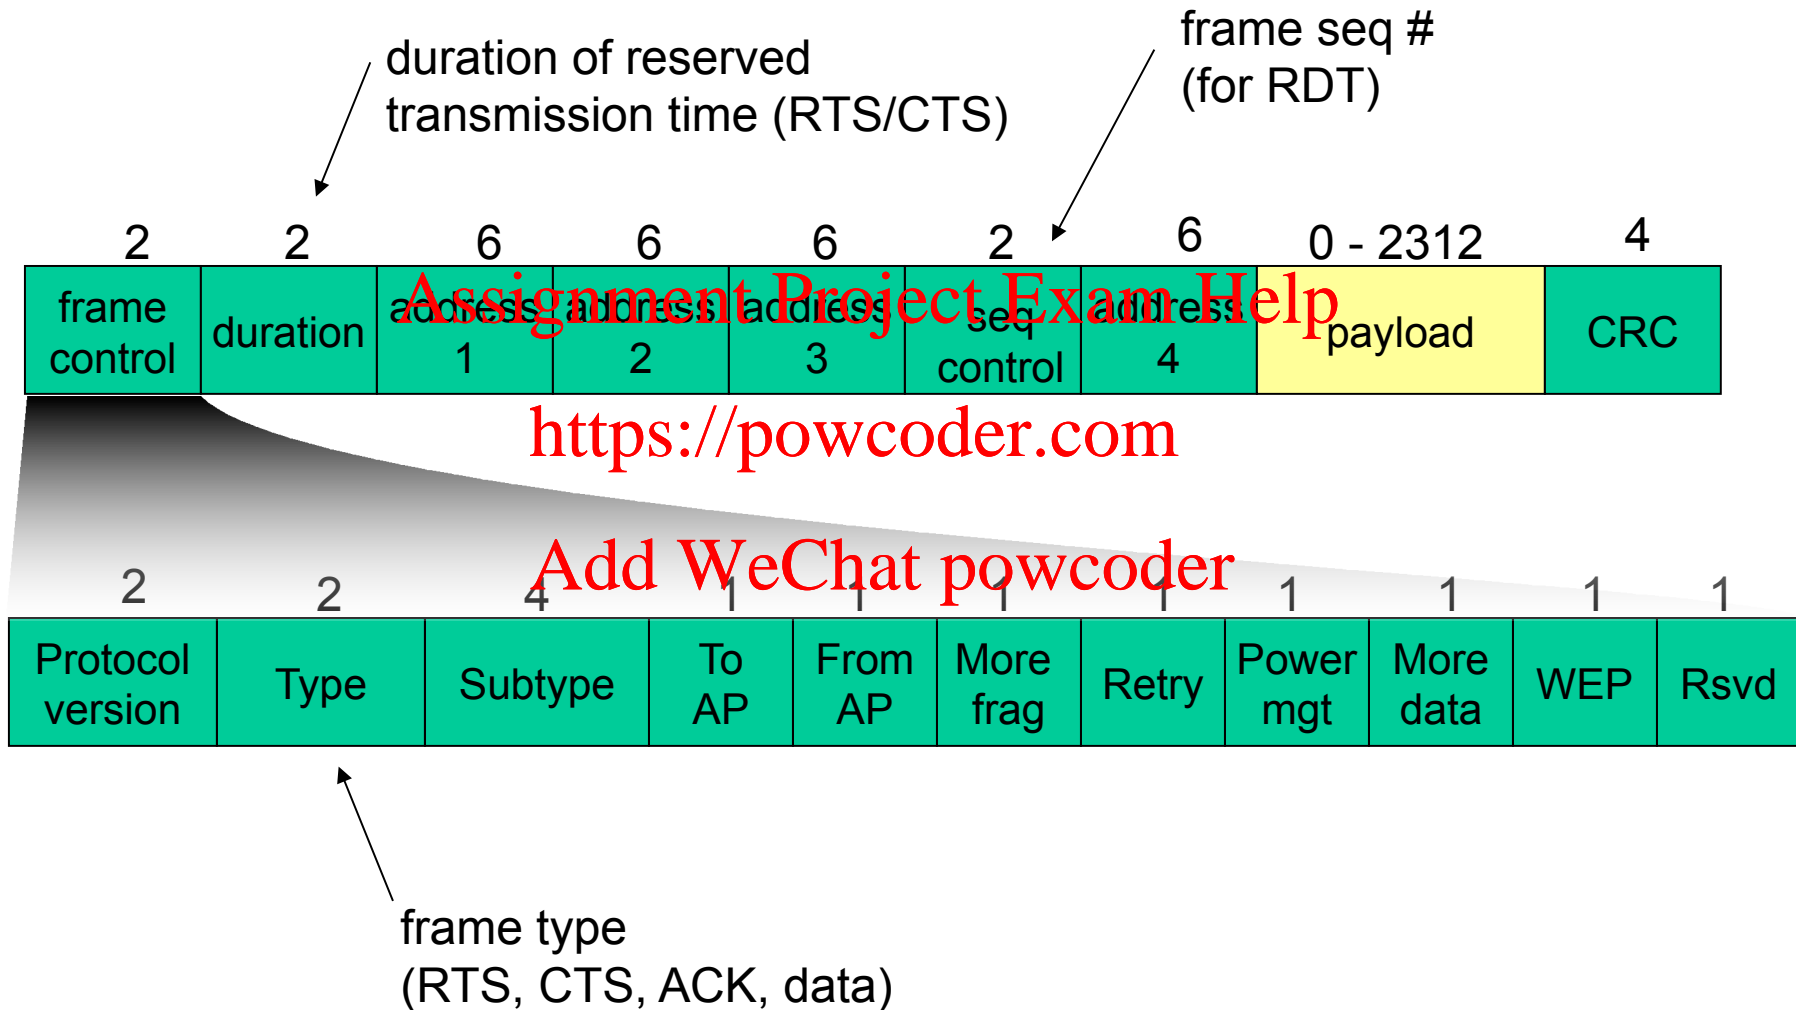 duration of reserved
transmission time (RTS/CTS)
frame seq #
(for RDT)
2 2 6 6 6 2 6 0 - 2312 4
frame
control
duration
address
1
address
2
address
3
seq
control
address
4
payload
CRC
Assignment Project Exam Help
https://powcoder.com
Add WeChat powcoder
2 2 4 1 1 1 1 1 1 1 1
Protocol
version
Type
Subtype
To
AP
From
AP
More
frag
Retry
Power
mgt
More
data
WEP
Rsvd
frame type
(RTS, CTS, ACK, data)